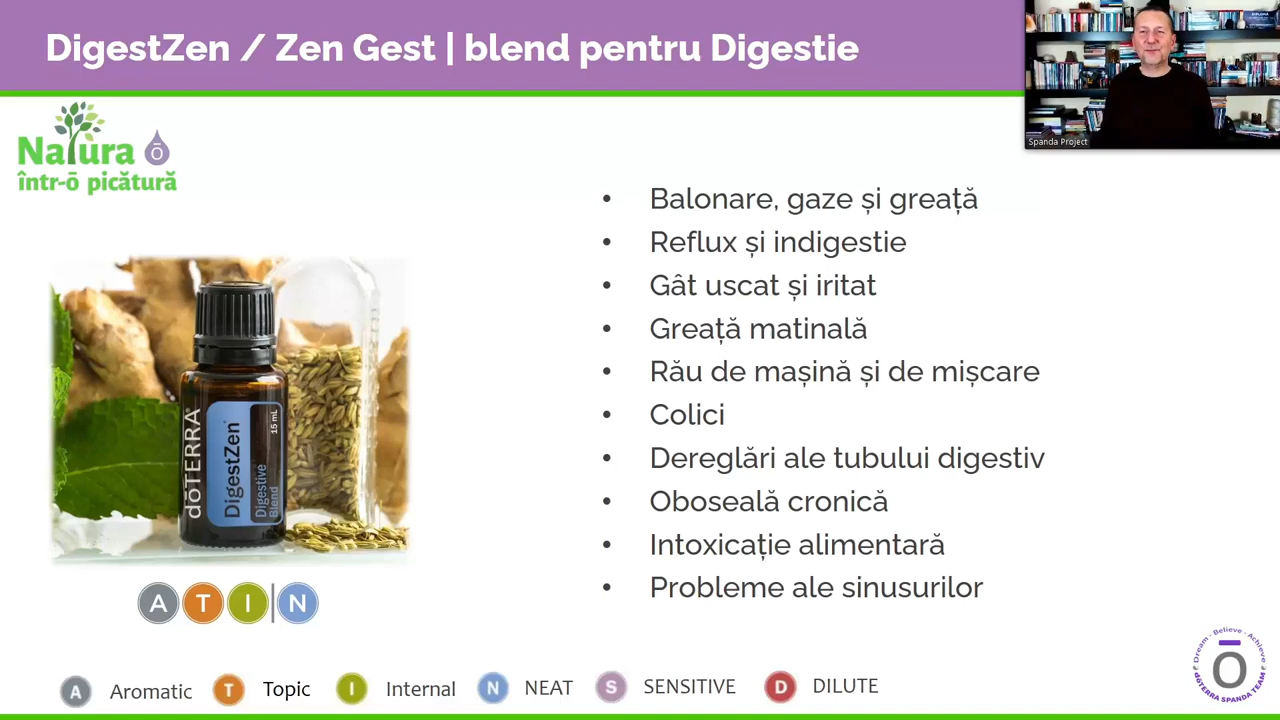 DigestZen / Zen Gest | blend pentru Digestie
Spanda Project
Natura ō
într-ō picătură
• Balonare, gaze și greață
• Reflux și indigestie
• Gât uscat și iritat
• Greață matinală
• Rău de mașină și de mișcare
• Colici
• Dereglări ale tubului digestiv
• Oboseală cronică
• Intoxicație alimentară
• Probleme ale sinusurilor
dōTERRA
DigestZen
Digestive
Blend
15 mL
A T I | N
A Aromatic T Topic I Internal N NEAT S SENSITIVE D DILUTE
Dream - Believe - Achieve
ō
dōTERRA SPANDA TEAM